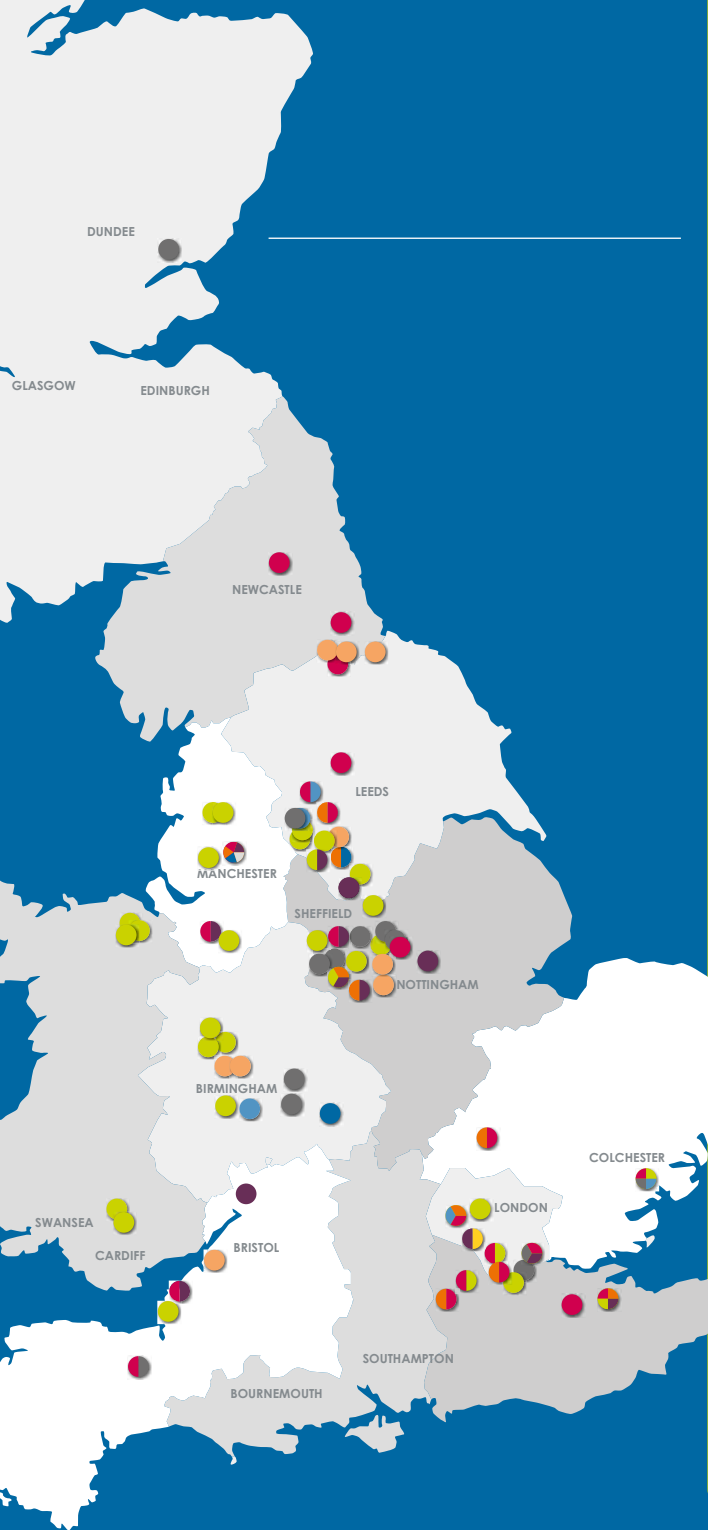 DUNDEE
GLASGOW
EDINBURGH
NEWCASTLE
LEEDS
MANCHESTER
SHEFFIELD
NOTTINGHAM
BIRMINGHAM
COLCHESTER
LONDON
SWANSEA
BRISTOL
CARDIFF
SOUTHAMPTON
BOURNEMOUTH